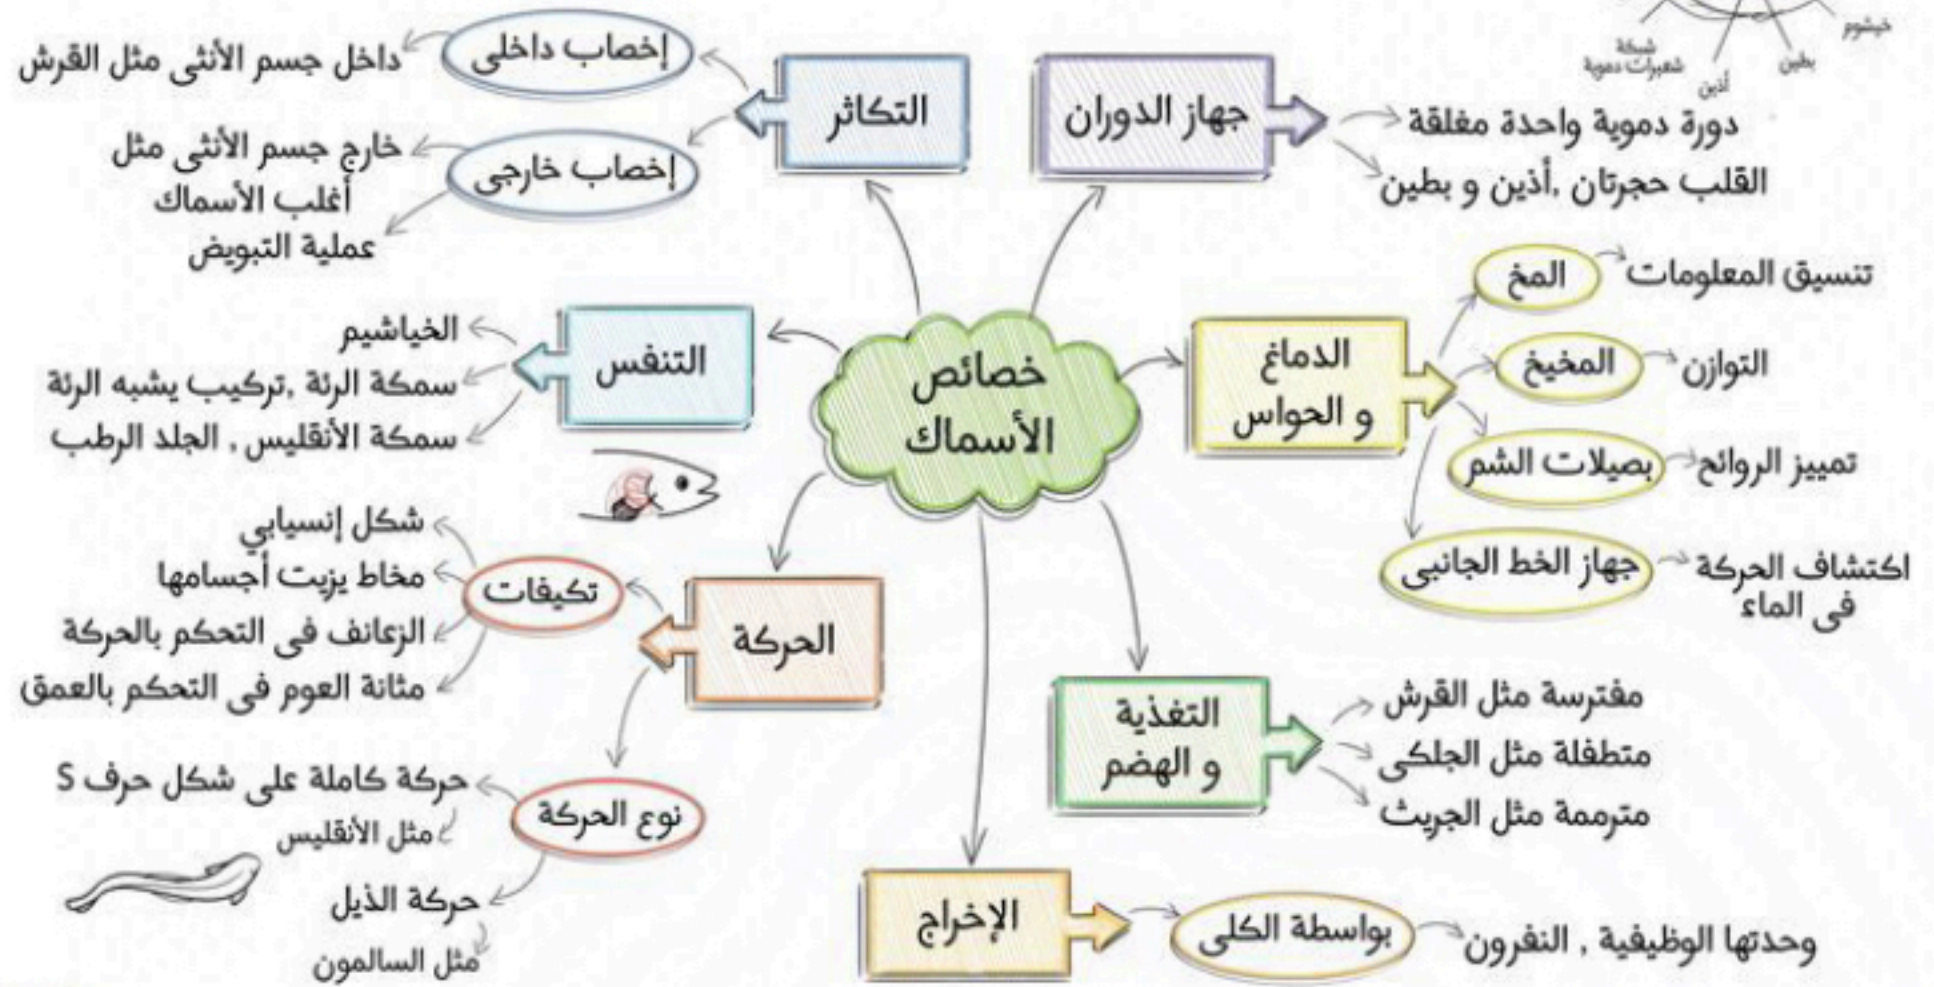 خيشوم
شبكة
شعيرات دموية
بطين
أذين
جهاز الدوران
دورة دموية واحدة مغلقة
القلب حجرتان ,أذين و بطين
التكاثر
إخصاب داخلى
داخل جسم الأنثى مثل القرش
إخصاب خارجى
خارج جسم الأنثى مثل
أغلب الأسماك
عملية التبويض
خصائص
الأسماك
الدماغ
و الحواس
المخ
تنسيق المعلومات
المخيخ
التوازن
بصيلات الشم
تمييز الروائح
جهاز الخط الجانبى
اكتشاف الحركة
فى الماء
التنفس
الخياشيم
سمكة الرئة ,تركيب يشبه الرئة
سمكة الأنقليس , الجلد الرطب
الحركة
تكيفات
شكل إنسيابي
مخاط يزيت أجسامها
الزعانف فى التحكم بالحركة
مثانة العوم فى التحكم بالعمق
نوع الحركة
حركة كاملة على شكل حرف S
مثل الأنقليس
حركة الذيل
مثل السالمون
التغذية
و الهضم
مفترسة مثل القرش
متطفلة مثل الجلكى
مترممة مثل الجريث
الإخراج
بواسطة الكلى
وحدتها الوظيفية , النفرون